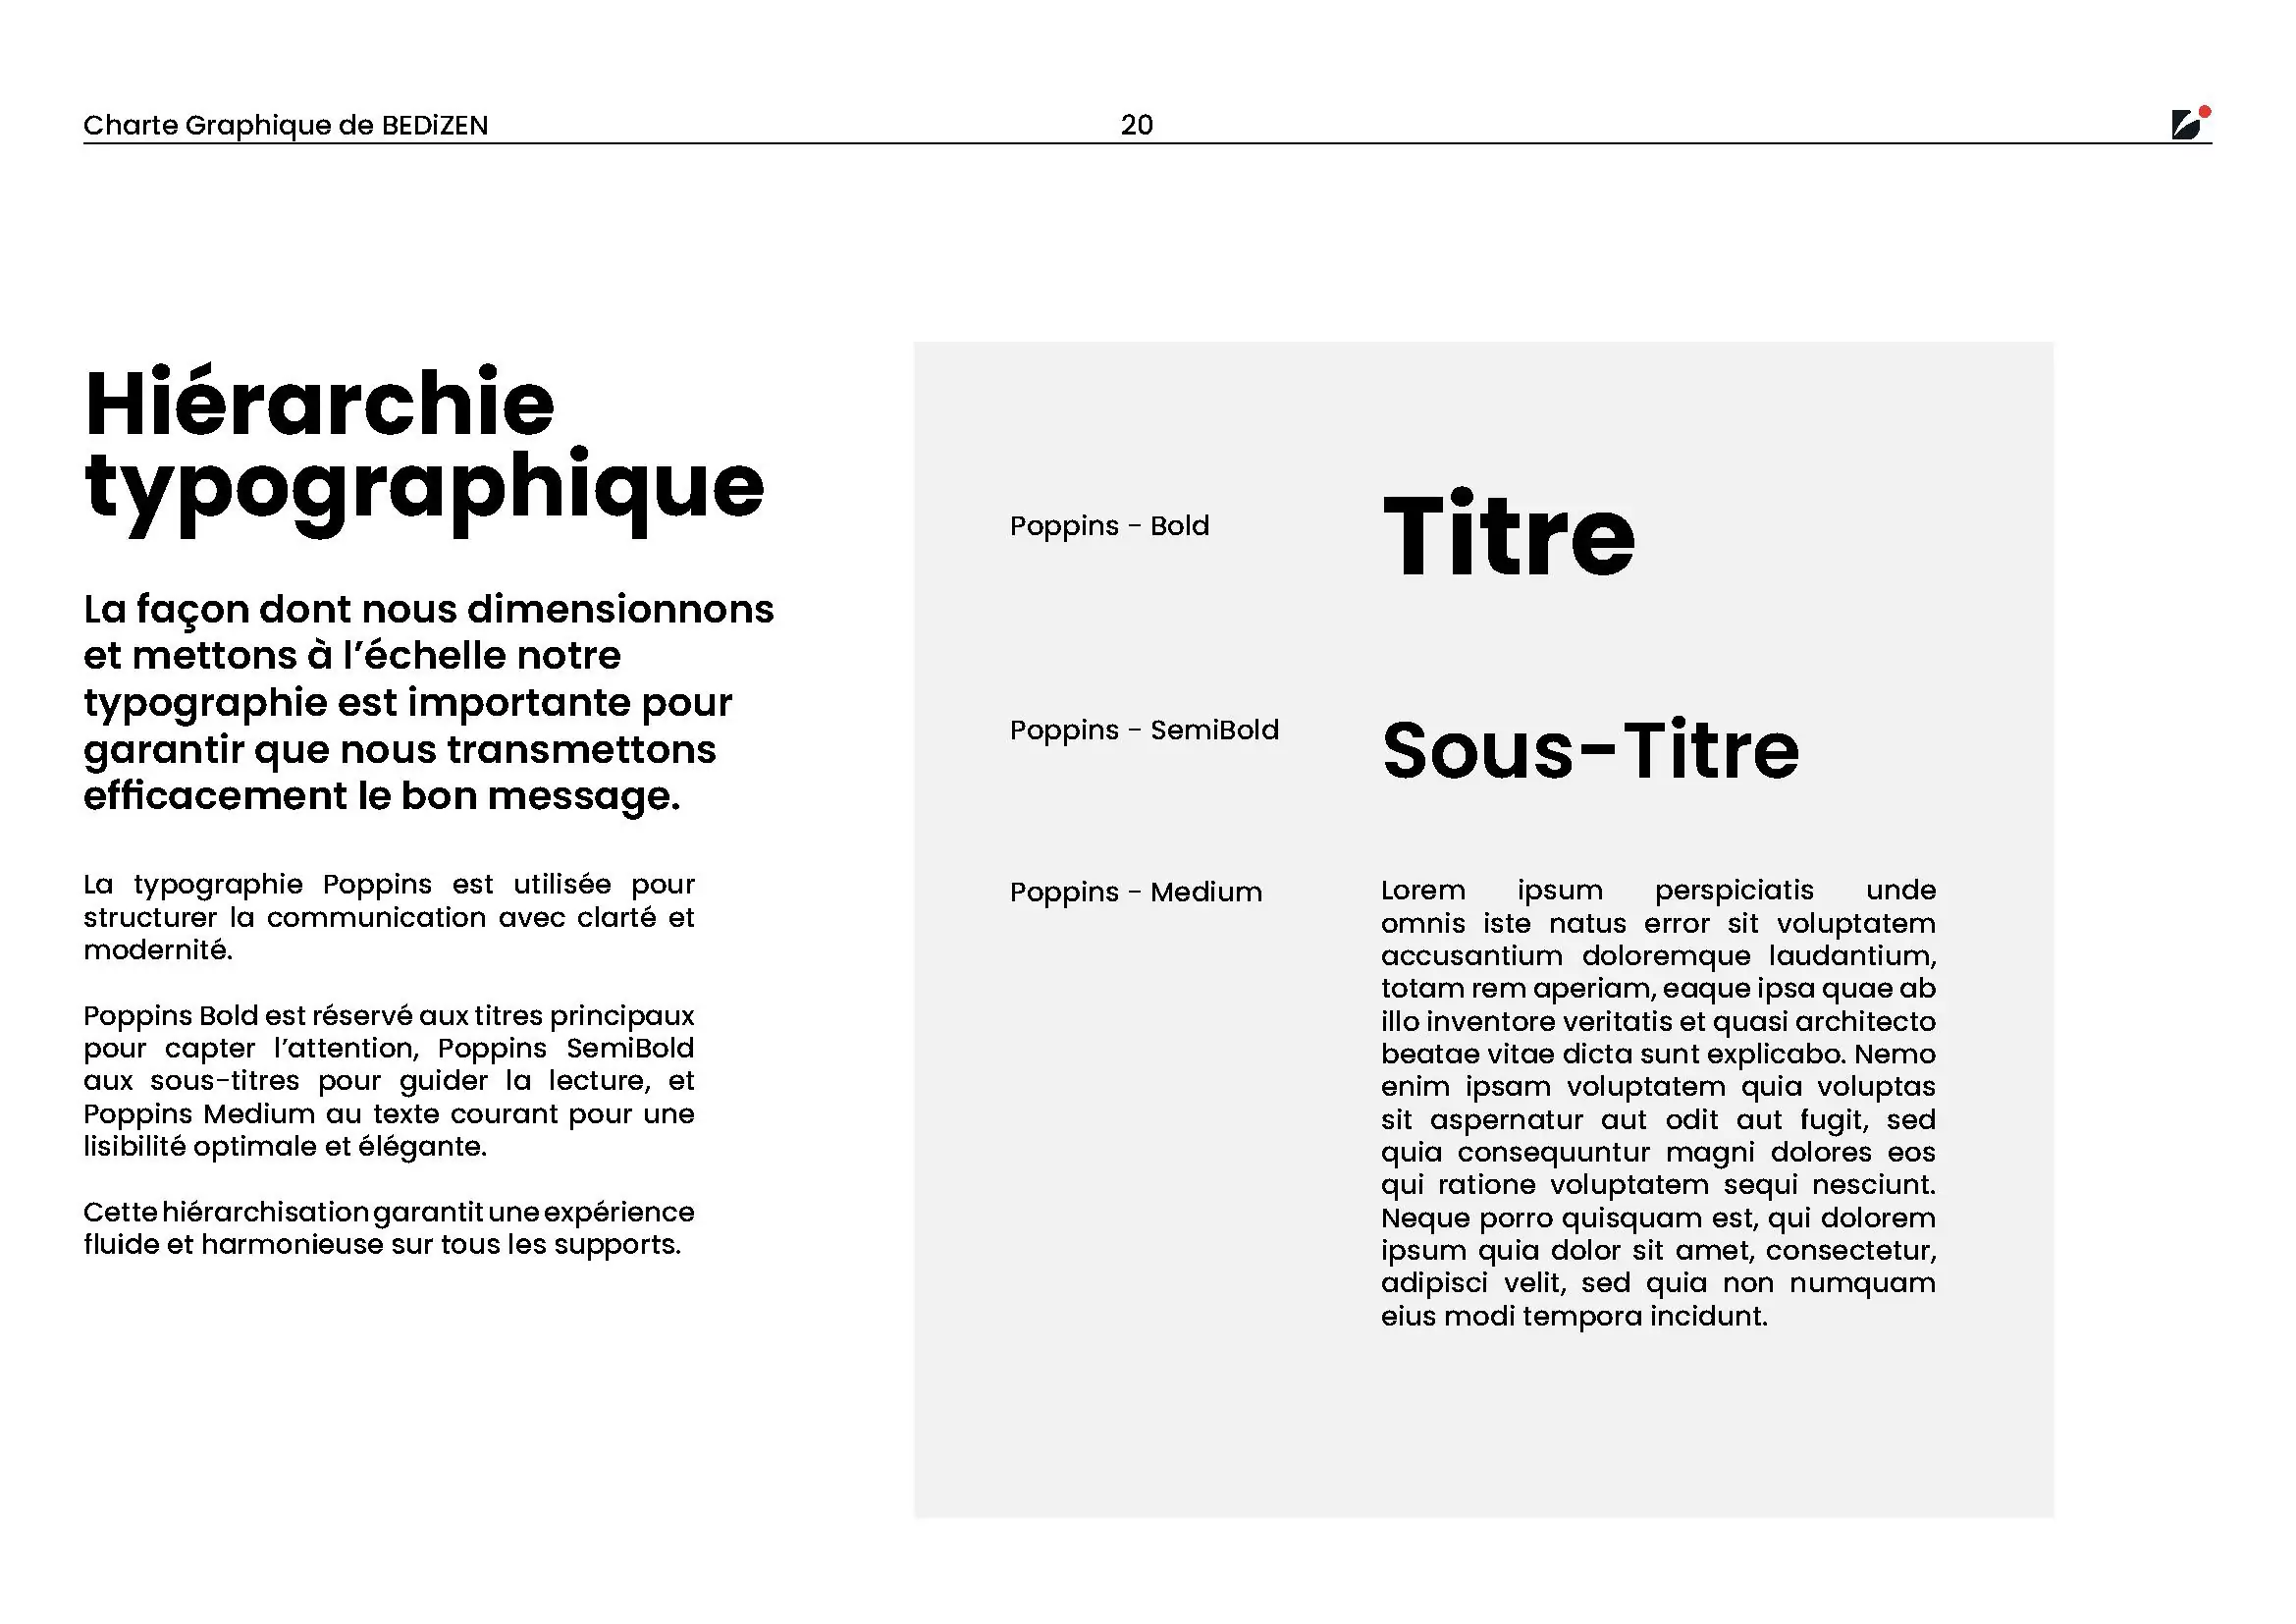 Charte Graphique de BEDiZEN
20
Hiérarchie
typographique
La façon dont nous dimensionnons
et mettons à l’échelle notre
typographie est importante pour
garantir que nous transmettons
efficacement le bon message.
La typographie Poppins est utilisée pour
structurer la communication avec clarté et
modernité.
Poppins Bold est réservé aux titres principaux
pour capter l’attention, Poppins SemiBold
aux sous-titres pour guider la lecture, et
Poppins Medium au texte courant pour une
lisibilité optimale et élégante.
Cette hiérarchisation garantit une expérience
fluide et harmonieuse sur tous les supports.
Poppins - Bold
Titre
Poppins - SemiBold
Sous-Titre
Poppins - Medium
Lorem ipsum perspiciatis unde
omnis iste natus error sit voluptatem
accusantium doloremque laudantium,
totam rem aperiam, eaque ipsa quae ab
illo inventore veritatis et quasi architecto
beatae vitae dicta sunt explicabo. Nemo
enim ipsam voluptatem quia voluptas
sit aspernatur aut odit aut fugit, sed
quia consequuntur magni dolores eos
qui ratione voluptatem sequi nesciunt.
Neque porro quisquam est, qui dolorem
ipsum quia dolor sit amet, consectetur,
adipisci velit, sed quia non numquam
eius modi tempora incidunt.